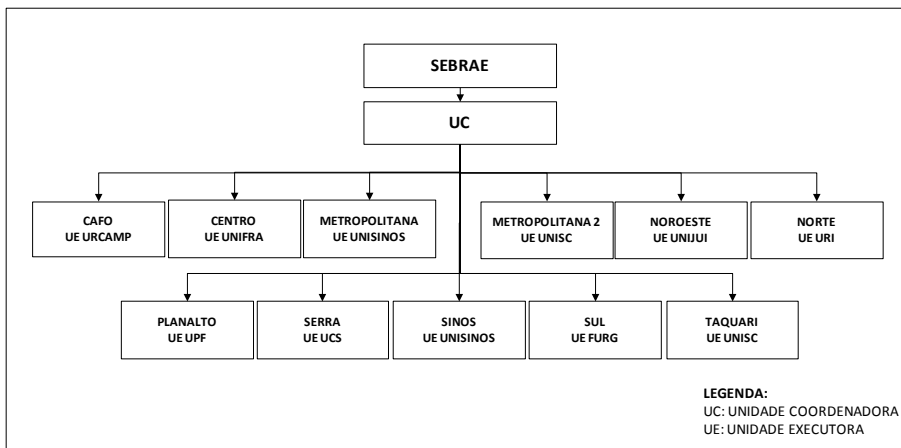 SEBRAE
UC
CAFO
UE URCAMP
CENTRO
UE UNIFRA
METROPOLITANA
UE UNISINOS
METROPOLITANA 2
UE UNISC
NOROESTE
UE UNIJUI
NORTE
UE URI
PLANALTO
UE UPF
SERRA
UE UCS
SINOS
UE UNISINOS
SUL
UE FURG
TAQUARI
UE UNISC
LEGENDA:
UC: UNIDADE COORDENADORA
UE: UNIDADE EXECUTORA